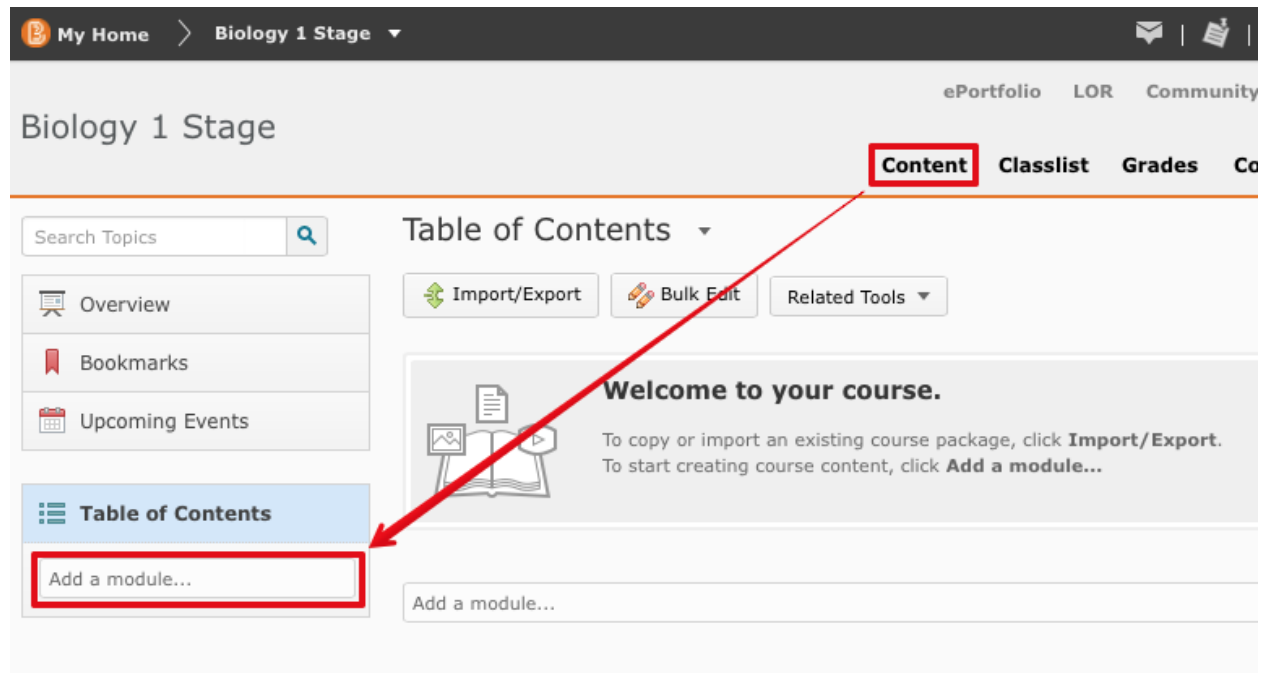 My Home Biology 1 Stage
ePortfolio LOR Community
Biology 1 Stage
Content Classlist Grades Co
Search Topics
Overview
Bookmarks
Upcoming Events
Table of Contents
Add a module...
Table of Contents
Import/Export Bulk Edit Related Tools
Welcome to your course.
To copy or import an existing course package, click Import/Export.
To start creating course content, click Add a module...
Add a module...